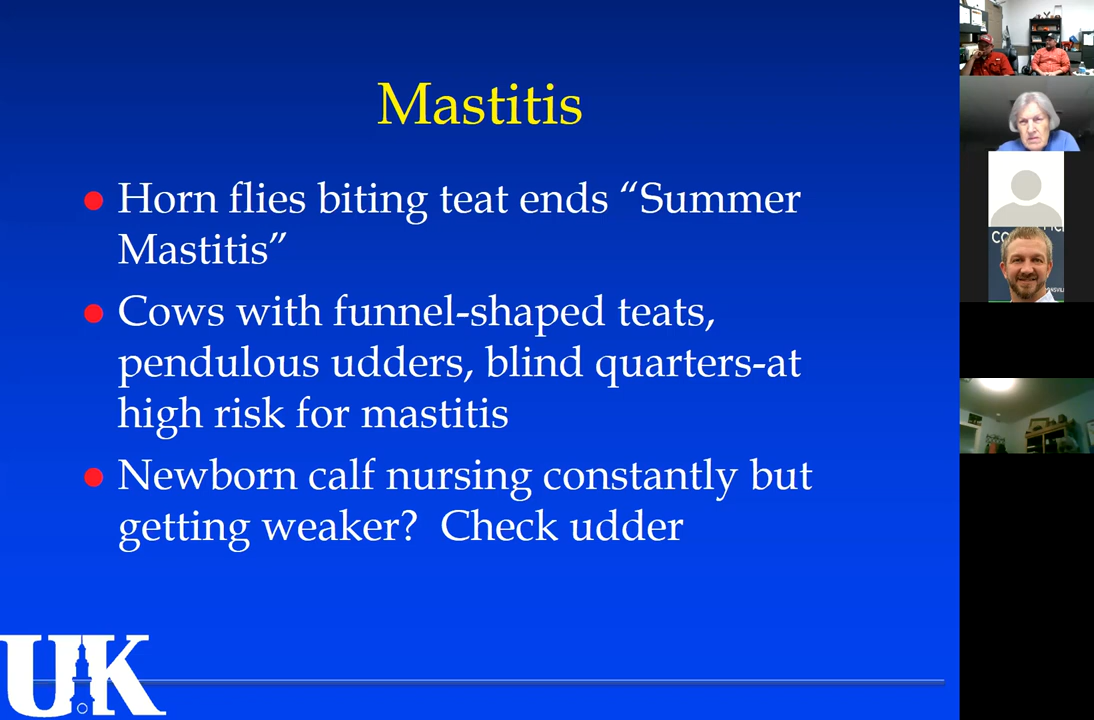 Mastitis
Horn flies biting teat ends “Summer
Mastitis”
Cows with funnel-shaped teats,
pendulous udders, blind quarters-at
high risk for mastitis
Newborn calf nursing constantly but
getting weaker?  Check udder
UK